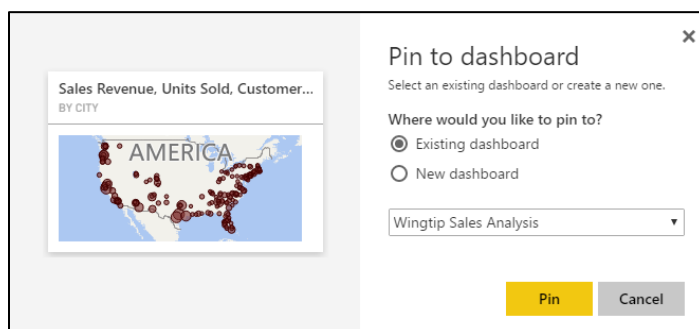 Sales Revenue, Units Sold, Customer...
BY CITY
AMERICA
Pin to dashboard
Select an existing dashboard or create a new one.
Where would you like to pin to?
Existing dashboard
New dashboard
Wingtip Sales Analysis
Pin
Cancel